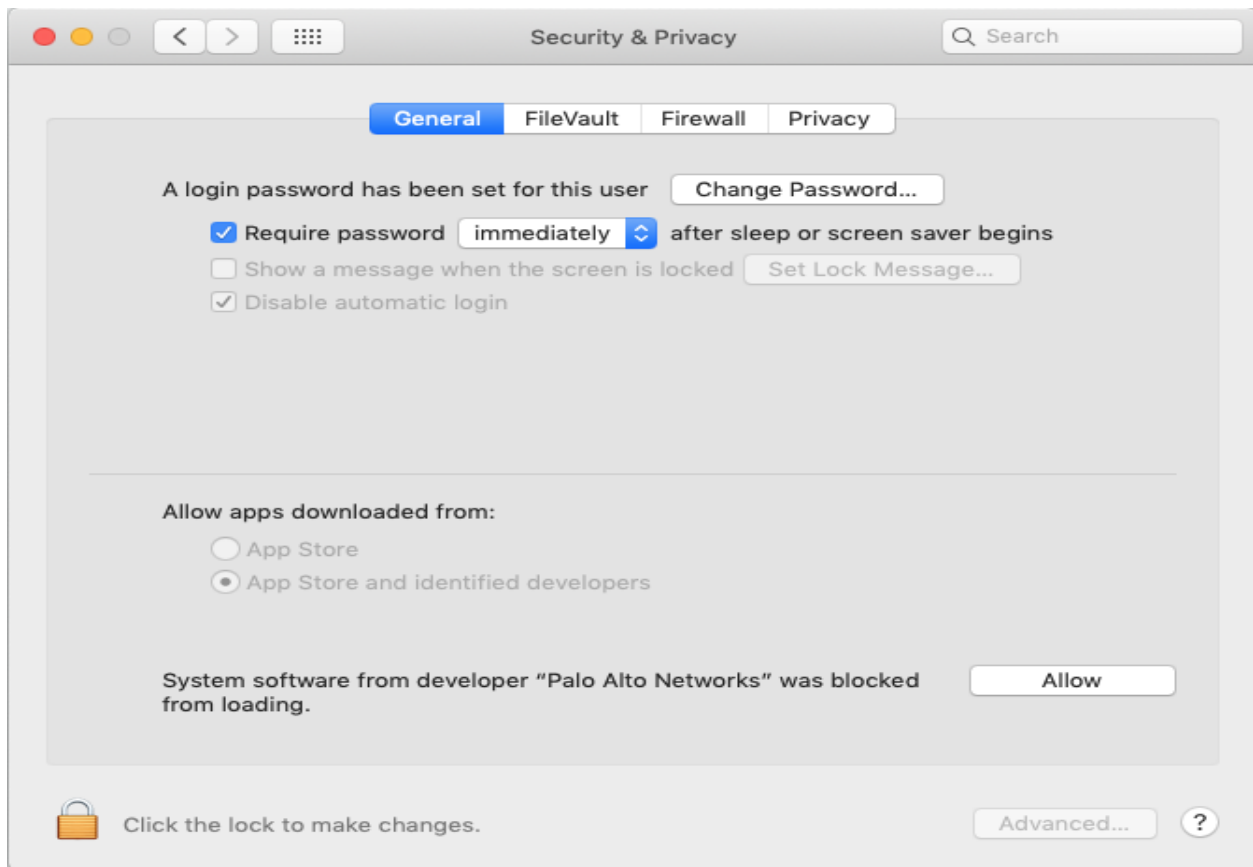 Security & Privacy
Search
General FileVault Firewall Privacy
A login password has been set for this user Change Password...
Require password immediately after sleep or screen saver begins
Show a message when the screen is locked Set Lock Message...
Disable automatic login
Allow apps downloaded from:
App Store
App Store and identified developers
System software from developer “Palo Alto Networks” was blocked
from loading.
Allow
Click the lock to make changes.
Advanced...
?